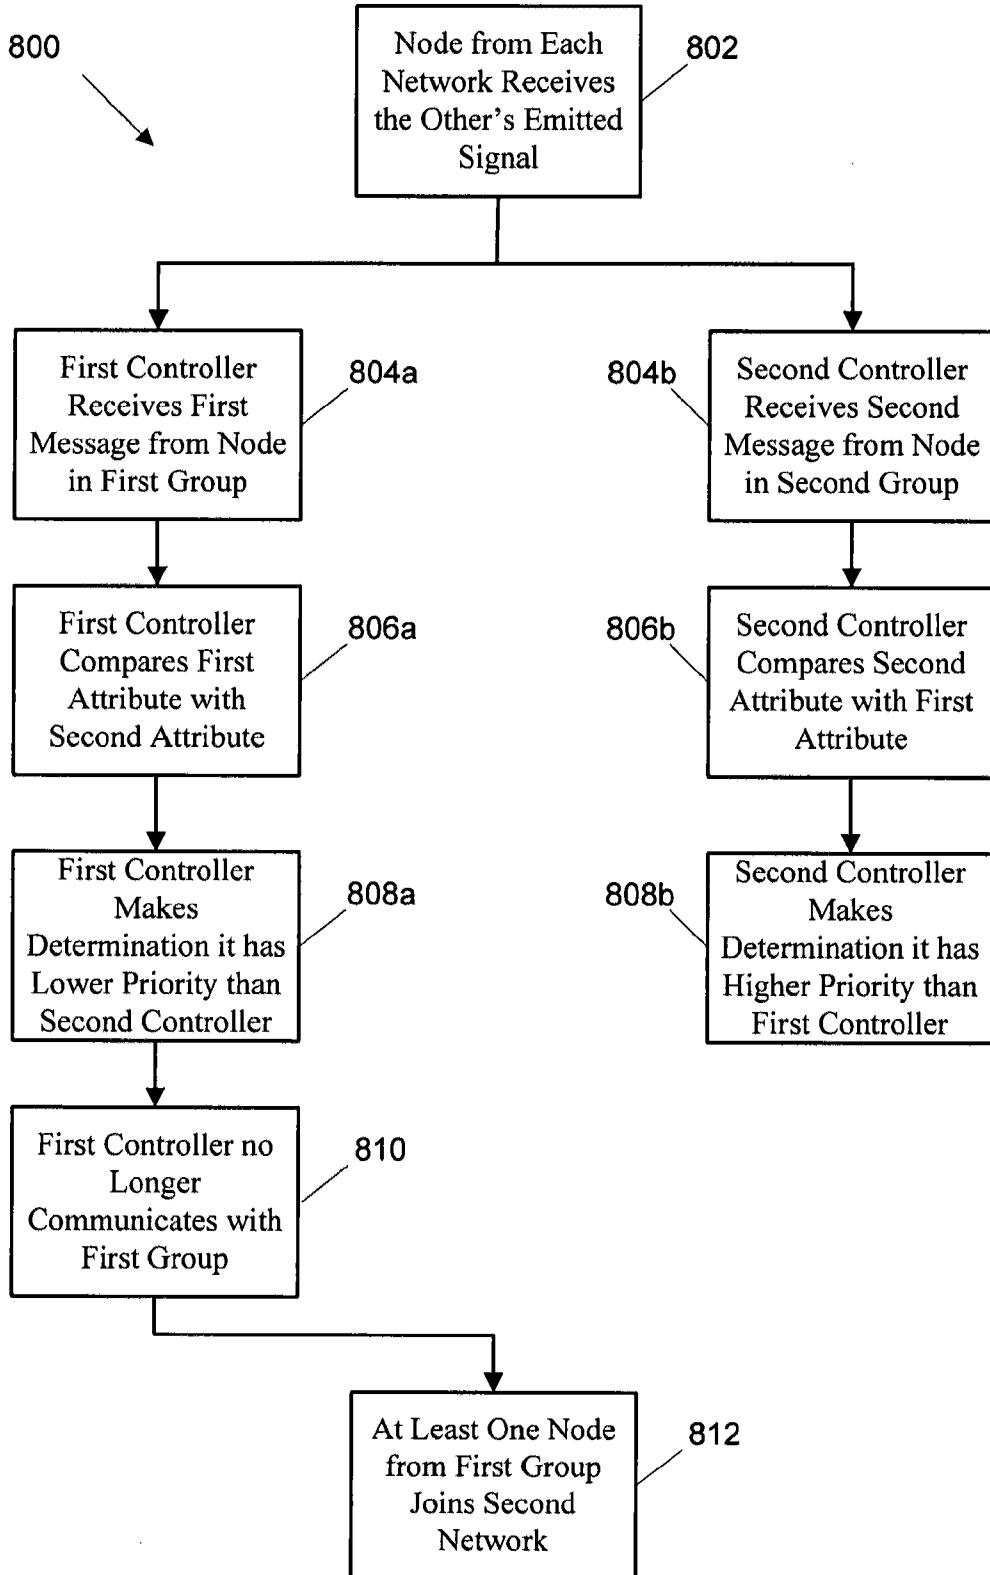 800
Node from Each
Network Receives
the Other's Emitted
Signal
802
First Controller
Receives First
Message from Node
in First Group
804a
804b
Second Controller
Receives Second
Message from Node
in Second Group
First Controller
Compares First
Attribute with
Second Attribute
806a
806b
Second Controller
Compares Second
Attribute with First
Attribute
First Controller
Makes
Determination it has
Lower Priority than
Second Controller
808a
808b
Second Controller
Makes
Determination it has
Higher Priority than
First Controller
First Controller no
Longer
Communicates with
First Group
810
At Least One Node
from First Group
Joins Second
Network
812